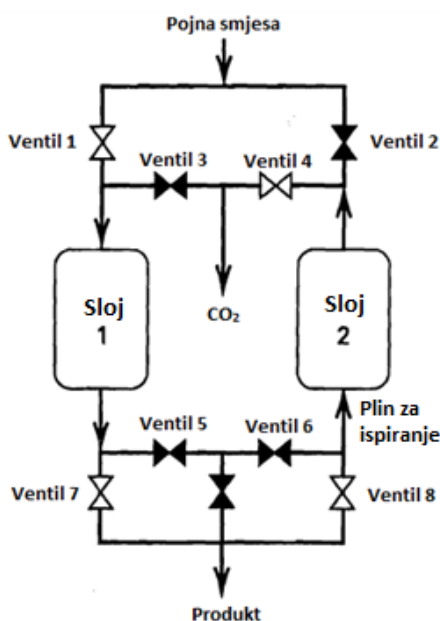 Pojna smjesa
Ventil 1
Ventil 2
Ventil 3
Ventil 4
Sloj
1
CO₂
Sloj
2
Plin za
ispiranje
Ventil 5
Ventil 6
Ventil 7
Ventil 8
Produkt